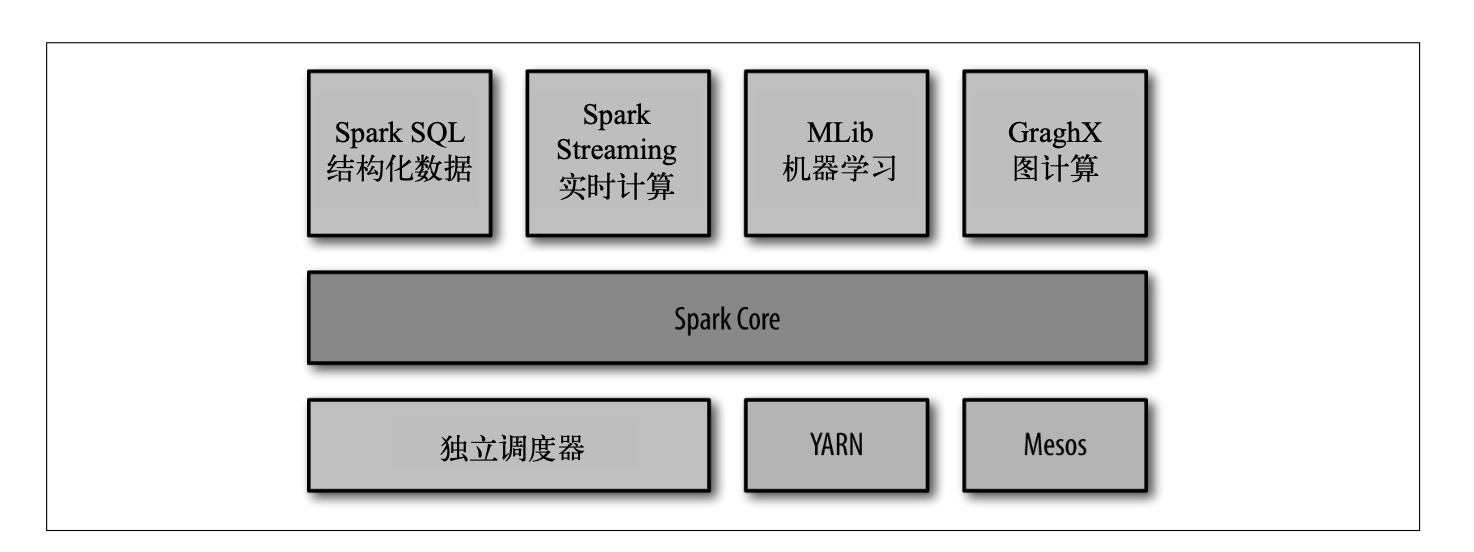 Spark SQL
结构化数据
Spark
Streaming
实时计算
MLib
机器学习
GraghX
图计算
Spark Core
独立调度器
YARN
Mesos